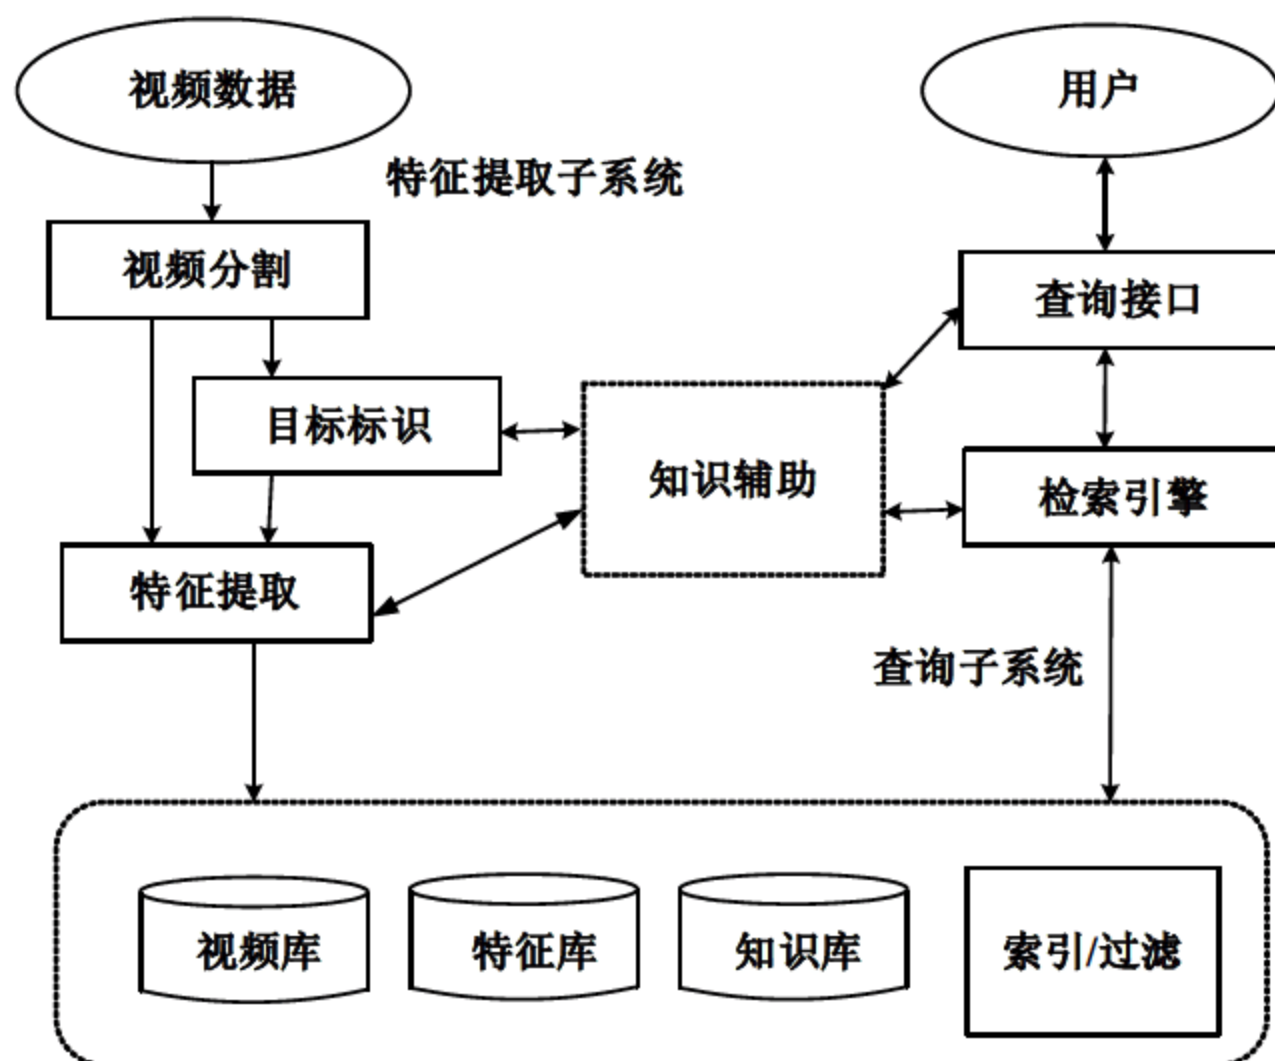 视频数据
用户
特征提取子系统
视频分割
查询接口
目标标识
知识辅助
检索引擎
特征提取
查询子系统
视频库
特征库
知识库
索引/过滤